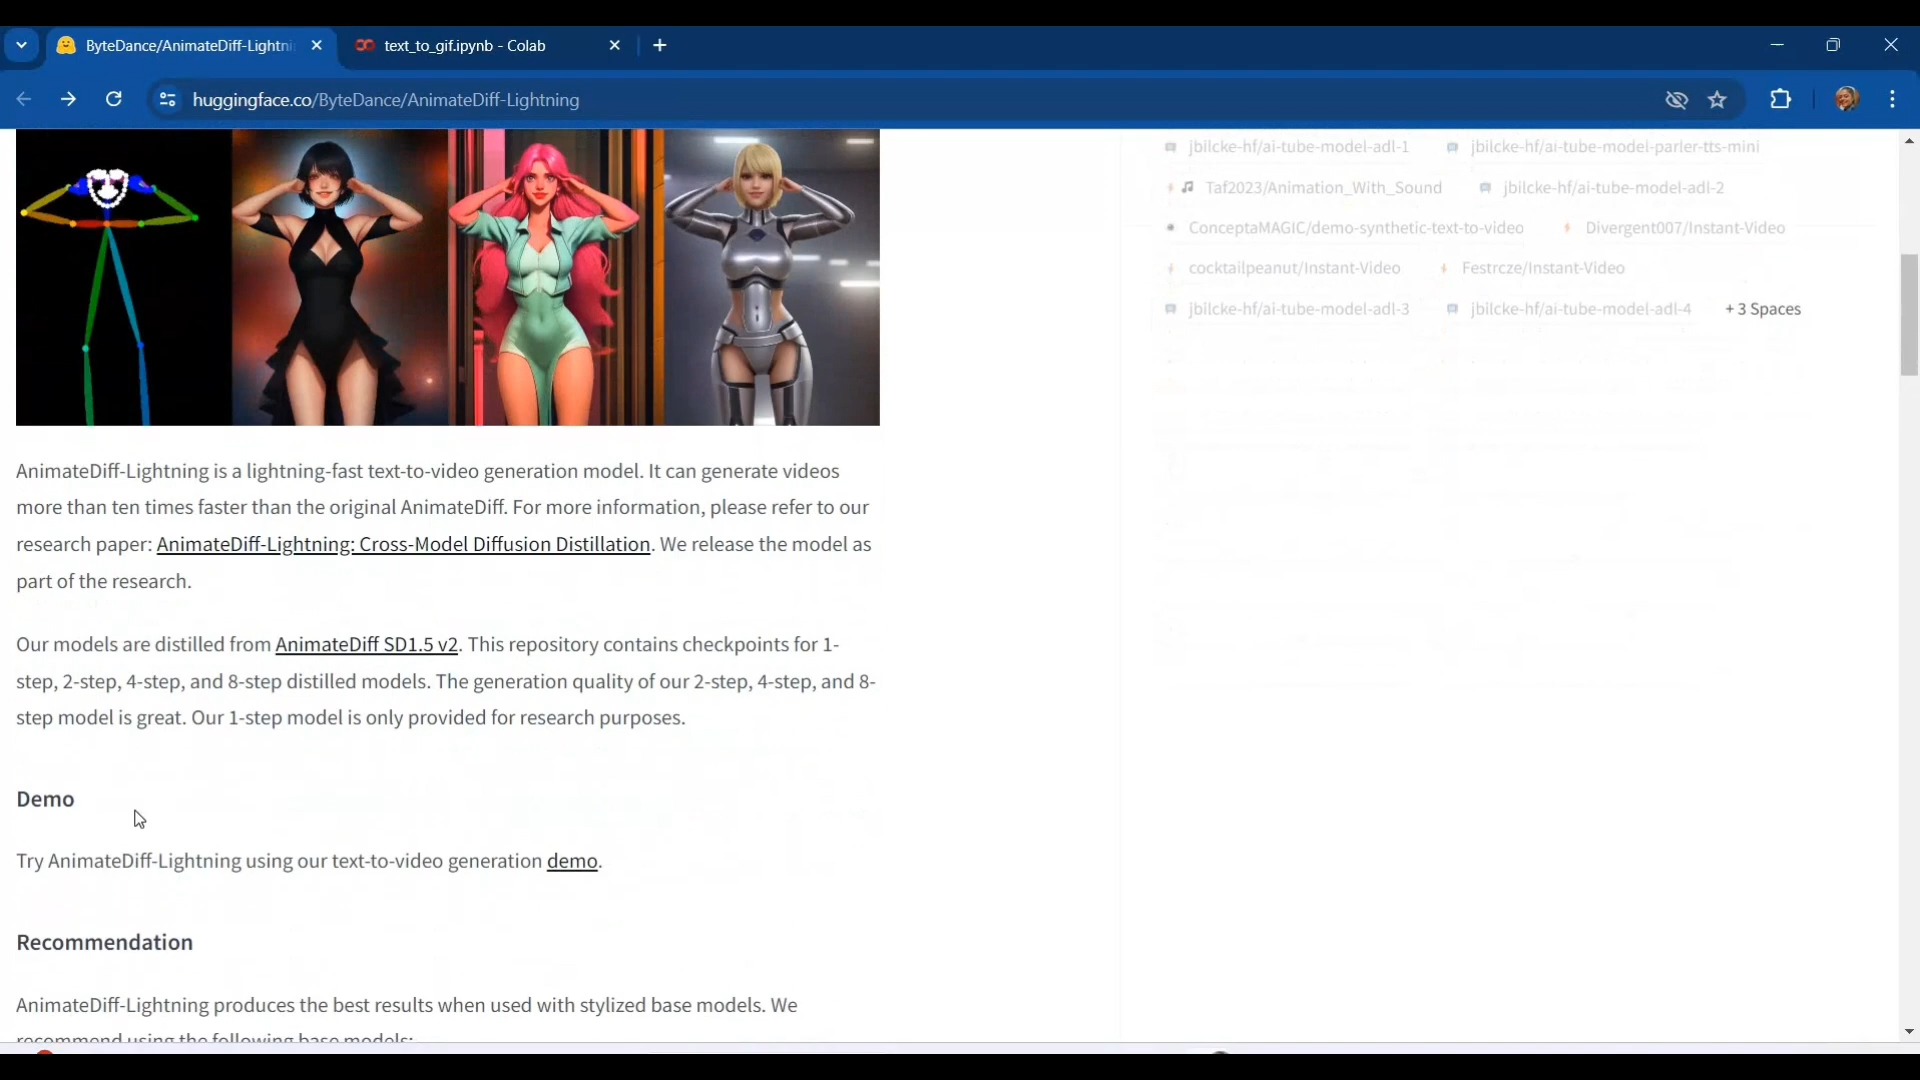 ByteDance/AnimateDiff-Lightni
text_to_gif.ipynb - Colab
huggingface.co/ByteDance/AnimateDiff-Lightning
jbilcke-hf/ai-tube-model-adl-1
jbilcke-hf/ai-tube-model-parler-tts-mini
Taf2023/Animation_With_Sound
jbilcke-hf/ai-tube-model-adl-2
ConceptaMAGIC/demo-synthetic-text-to-video
Divergent007/Instant-Video
cocktailpeanut/Instant-Video
Festrcze/Instant-Video
jbilcke-hf/ai-tube-model-adl-3
jbilcke-hf/ai-tube-model-adl-4
+ 3 Spaces
AnimateDiff-Lightning is a lightning-fast text-to-video generation model. It can generate videos
more than ten times faster than the original AnimateDiff. For more information, please refer to our
research paper: AnimateDiff-Lightning: Cross-Model Diffusion Distillation. We release the model as
part of the research.
Our models are distilled from AnimateDiff SD1.5 v2. This repository contains checkpoints for 1-
step, 2-step, 4-step, and 8-step distilled models. The generation quality of our 2-step, 4-step, and 8-
step model is great. Our 1-step model is only provided for research purposes.
Demo
Try AnimateDiff-Lightning using our text-to-video generation demo.
Recommendation
AnimateDiff-Lightning produces the best results when used with stylized base models. We
recommend using the following base models: